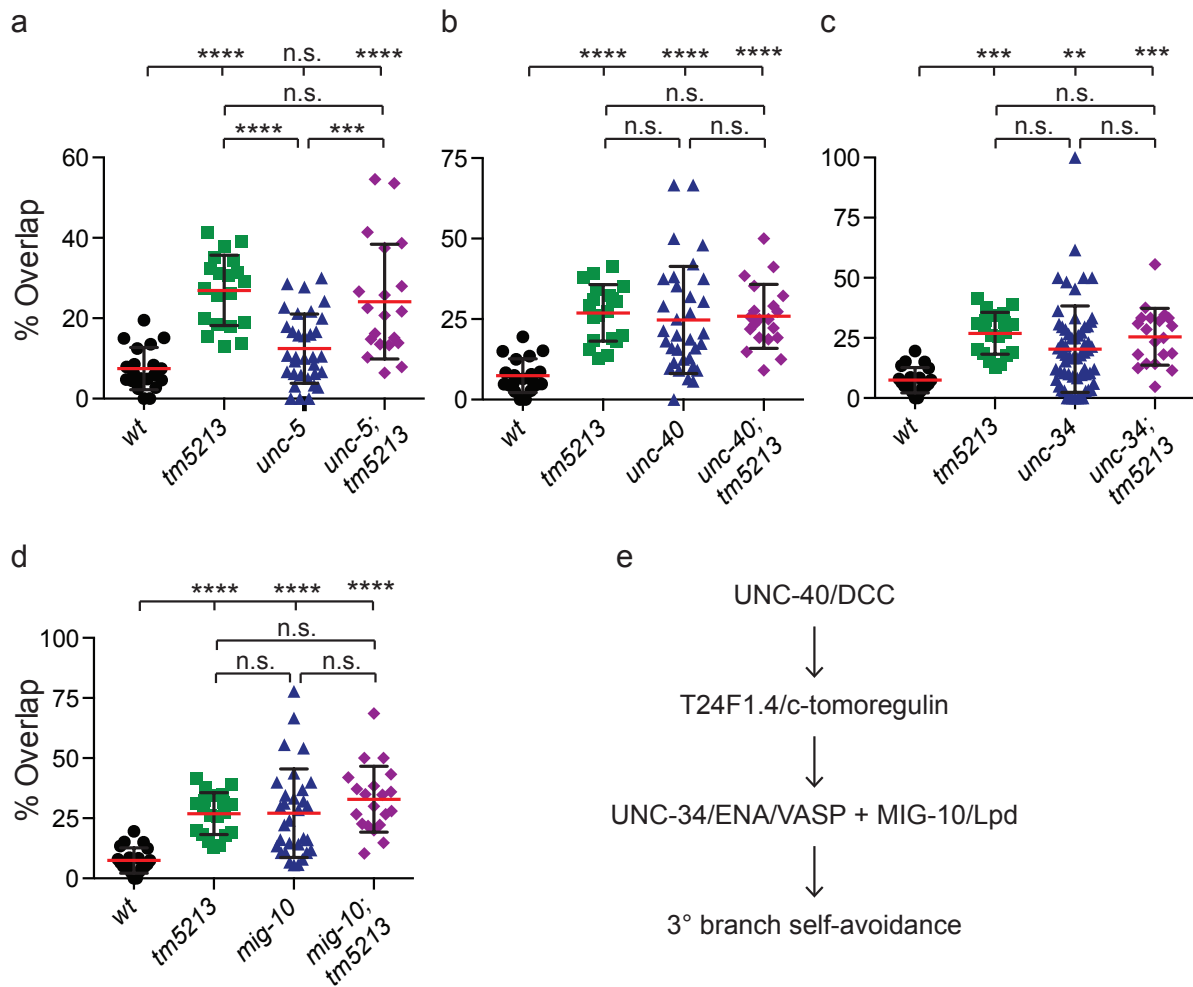 a
**** n.s. ****
n.s.
**** ***
% Overlap
60
40
20
0
wt
tm5213
unc-5
unc-5;
tm5213
b
**** **** ****
n.s.
n.s. n.s.
75
50
25
0
wt
tm5213
unc-40
unc-40;
tm5213
c
*** ** ***
n.s.
n.s. n.s.
100
75
50
25
0
wt
tm5213
unc-34
unc-34;
tm5213
d
**** **** ****
n.s.
n.s. n.s.
% Overlap
100
75
50
25
0
wt
tm5213
mig-10
mig-10;
tm5213
e
UNC-40/DCC
T24F1.4/c-tomoregulin
UNC-34/ENA/VASP + MIG-10/Lpd
3° branch self-avoidance